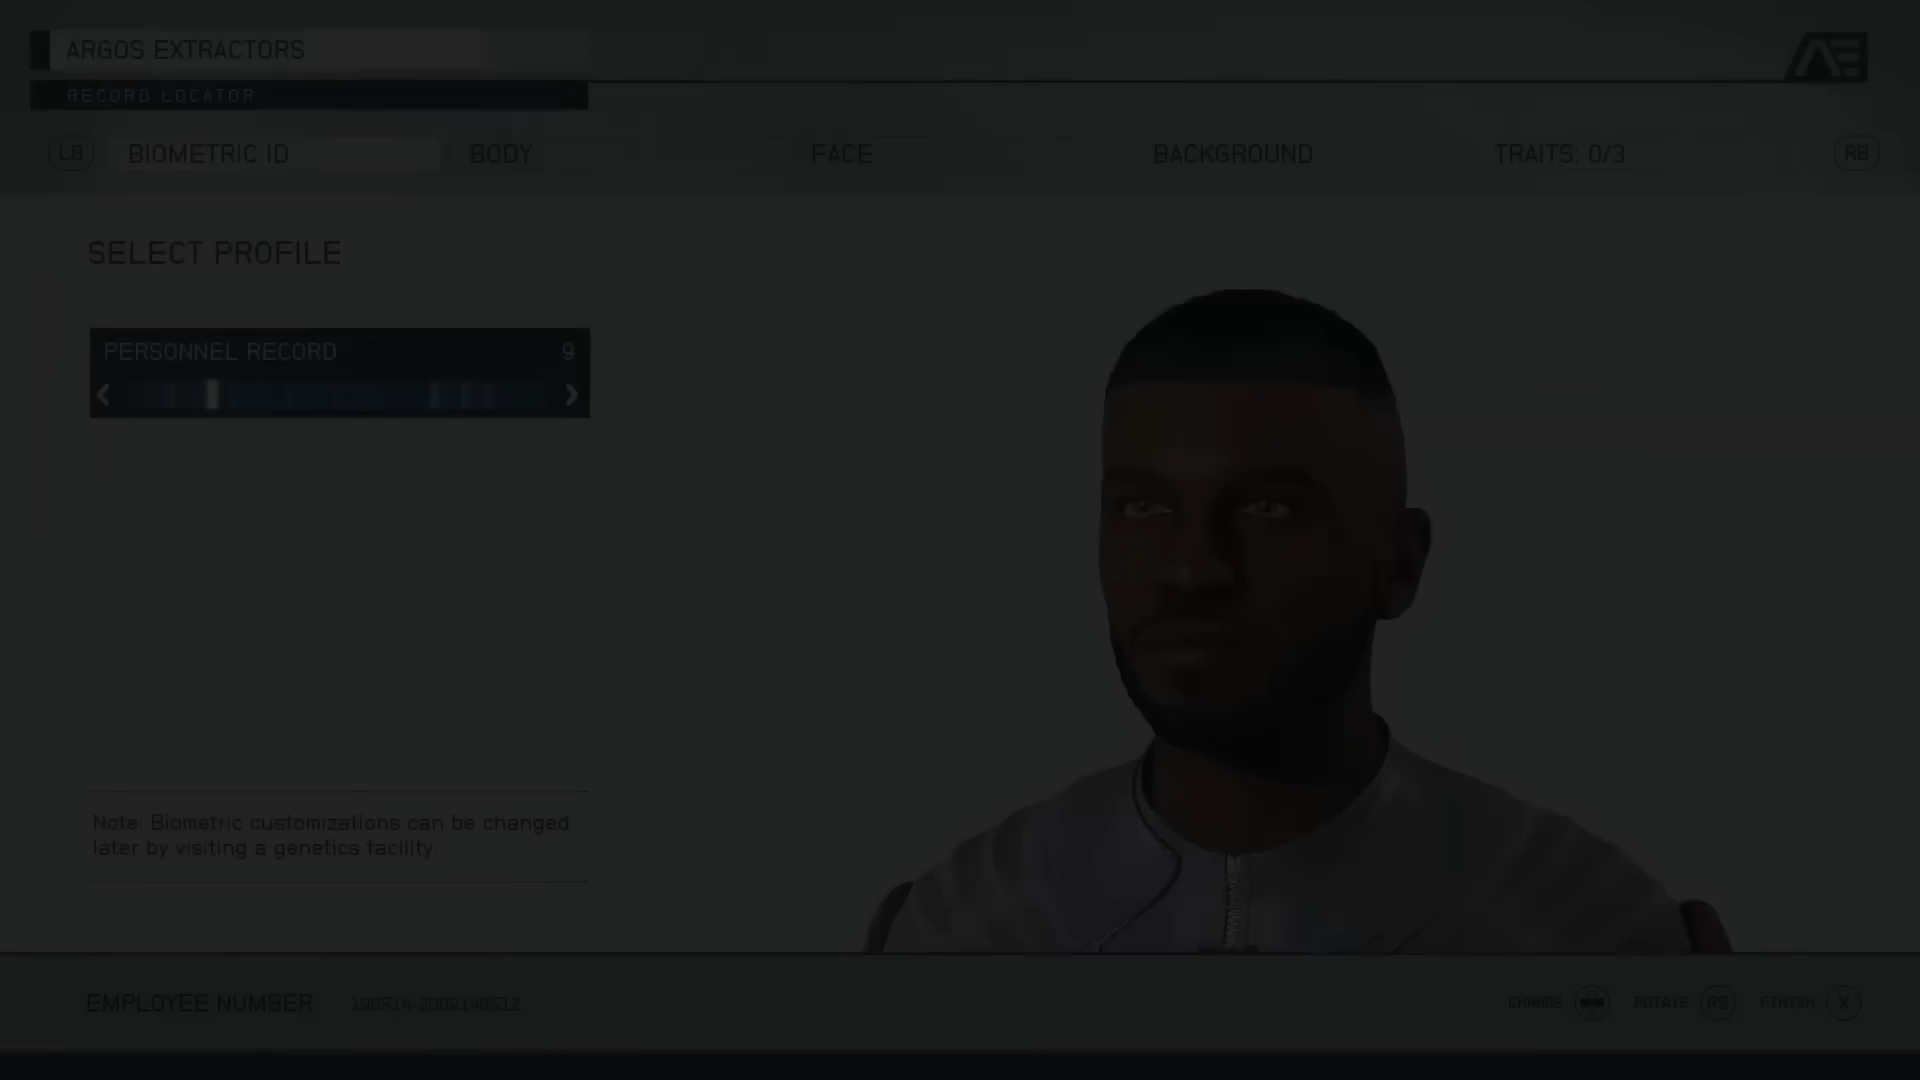 ARGOS EXTRACTORS
AE
RECORD LOCATOR
LB BIOMETRIC ID BODY FACE BACKGROUND TRAITS: 0/3 RB
SELECT PROFILE
PERSONNEL RECORD 9
Note: Biometric customizations can be changed
later by visiting a genetics facility.
EMPLOYEE NUMBER: CHANGE ROTATE RS FINISH X